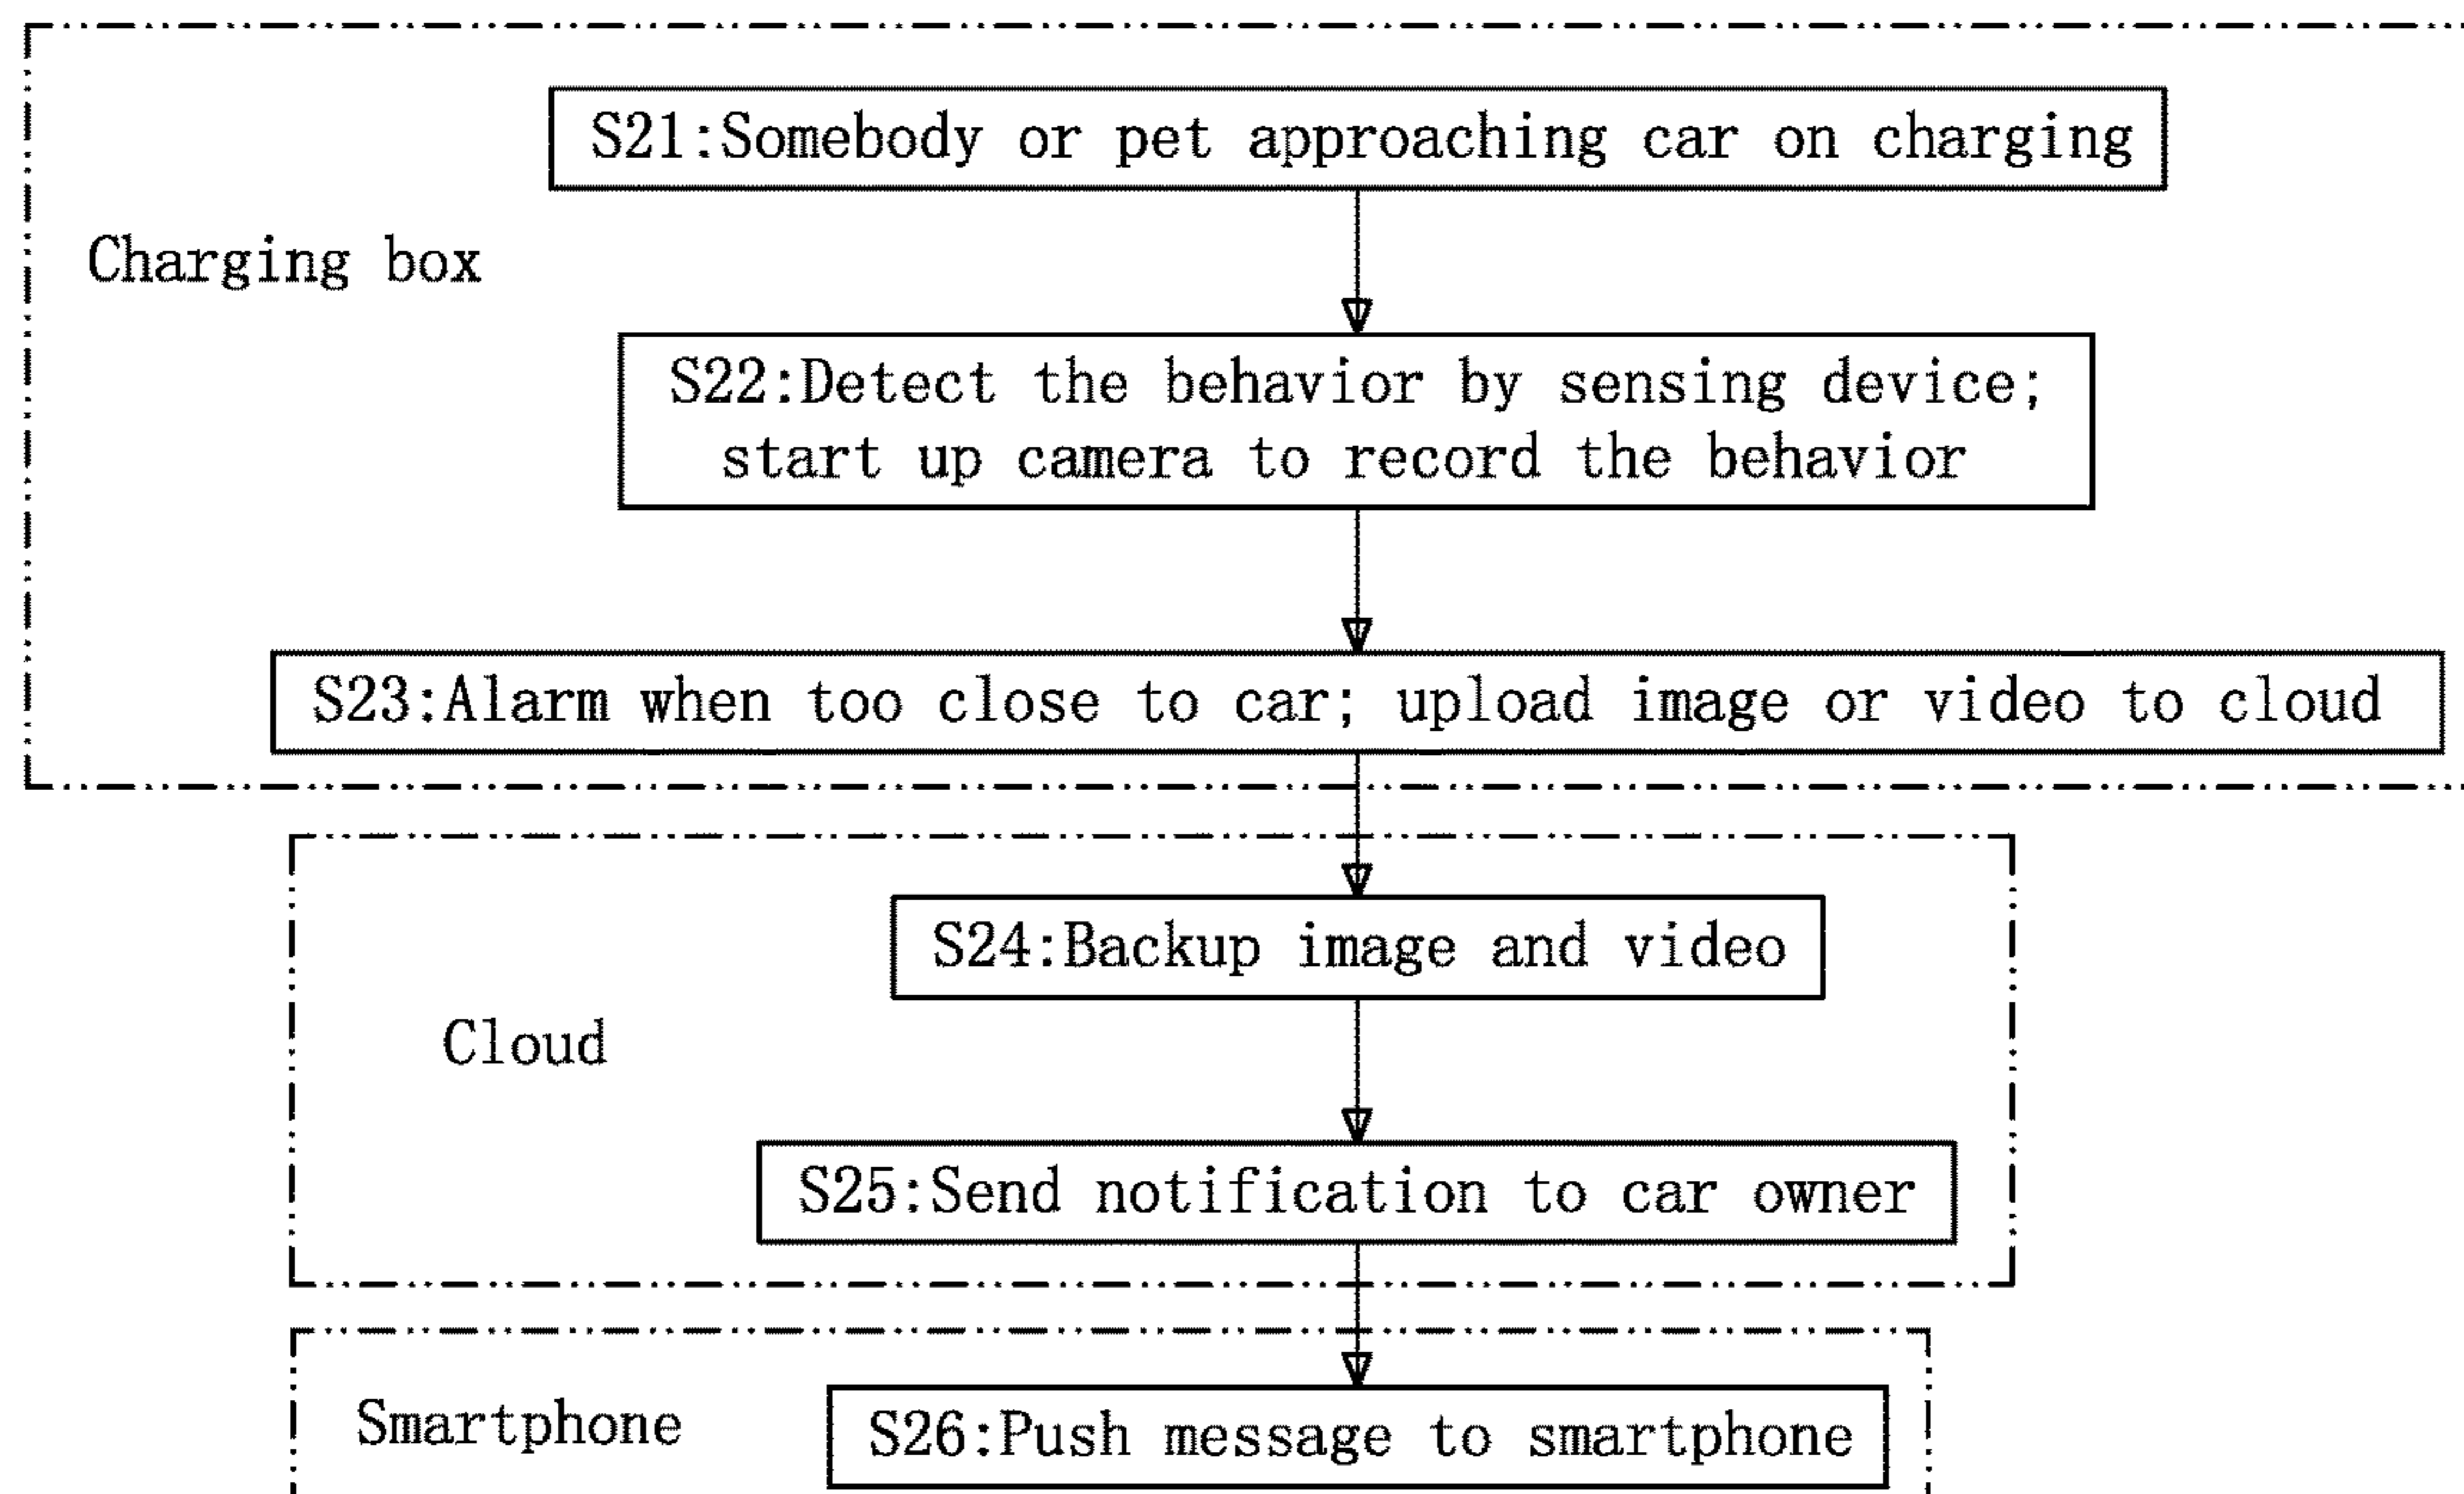 S21:Somebody or pet approaching car on charging
Charging box
S22:Detect the behavior by sensing device;
start up camera to record the behavior
S23:Alarm when too close to car; upload image or video to cloud
S24:Backup image and video
Cloud
S25:Send notification to car owner
Smartphone
S26:Push message to smartphone